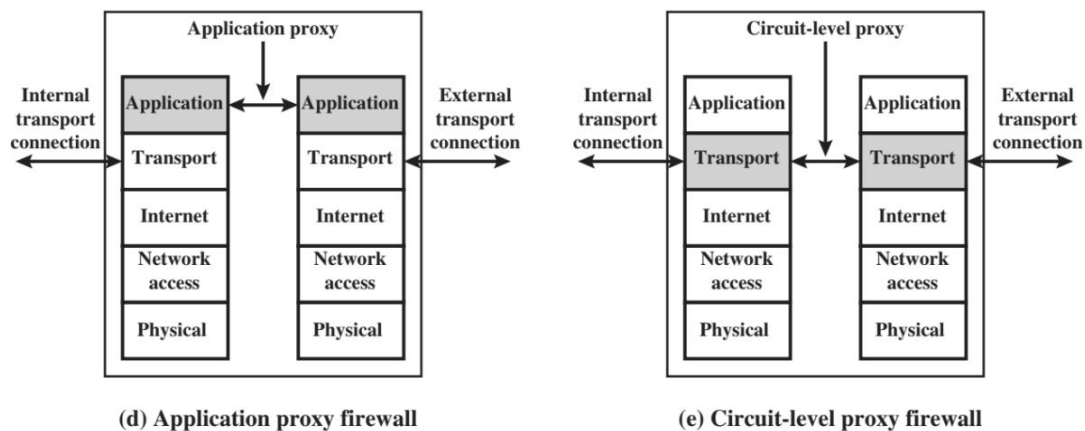 Application proxy
Internal
transport
connection
Application
Application
External
transport
connection
Transport
Transport
Internet
Internet
Network
access
Network
access
Physical
Physical
(d) Application proxy firewall
Circuit-level proxy
Internal
transport
connection
Application
Application
External
transport
connection
Transport
Transport
Internet
Internet
Network
access
Network
access
Physical
Physical
(e) Circuit-level proxy firewall